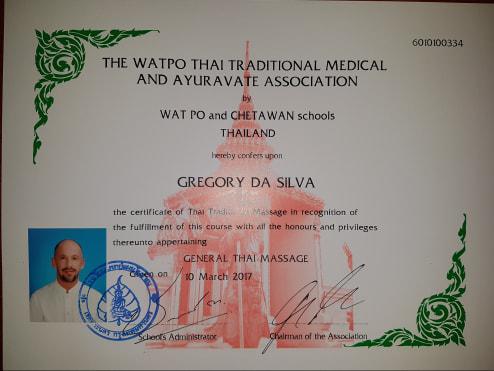 6010100334
THE WATPO THAI TRADITIONAL MEDICAL
AND AYURAVATE ASSOCIATION
by
WAT PO and CHETAWAN schools
THAILAND
hereby confers upon
GREGORY DA SILVA
the certificate of Thai Traditional Massage in recognition of
the fulfillment of this course with all the honours and privileges
thereunto appertaining
GENERAL THAI MASSAGE
Given on 10 March 2017
School's Administrator
Chairman of the Association